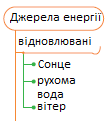 Джерела енергії
відновлювані
Сонце
рухома
вода
вітер